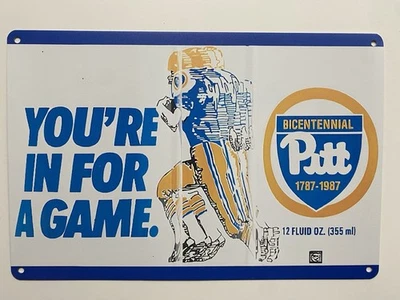 YOU'RE
IN FOR
A GAME.
BICENTENNIAL
Pitt
1787-1987
12 FLUID OZ. (355 ml)